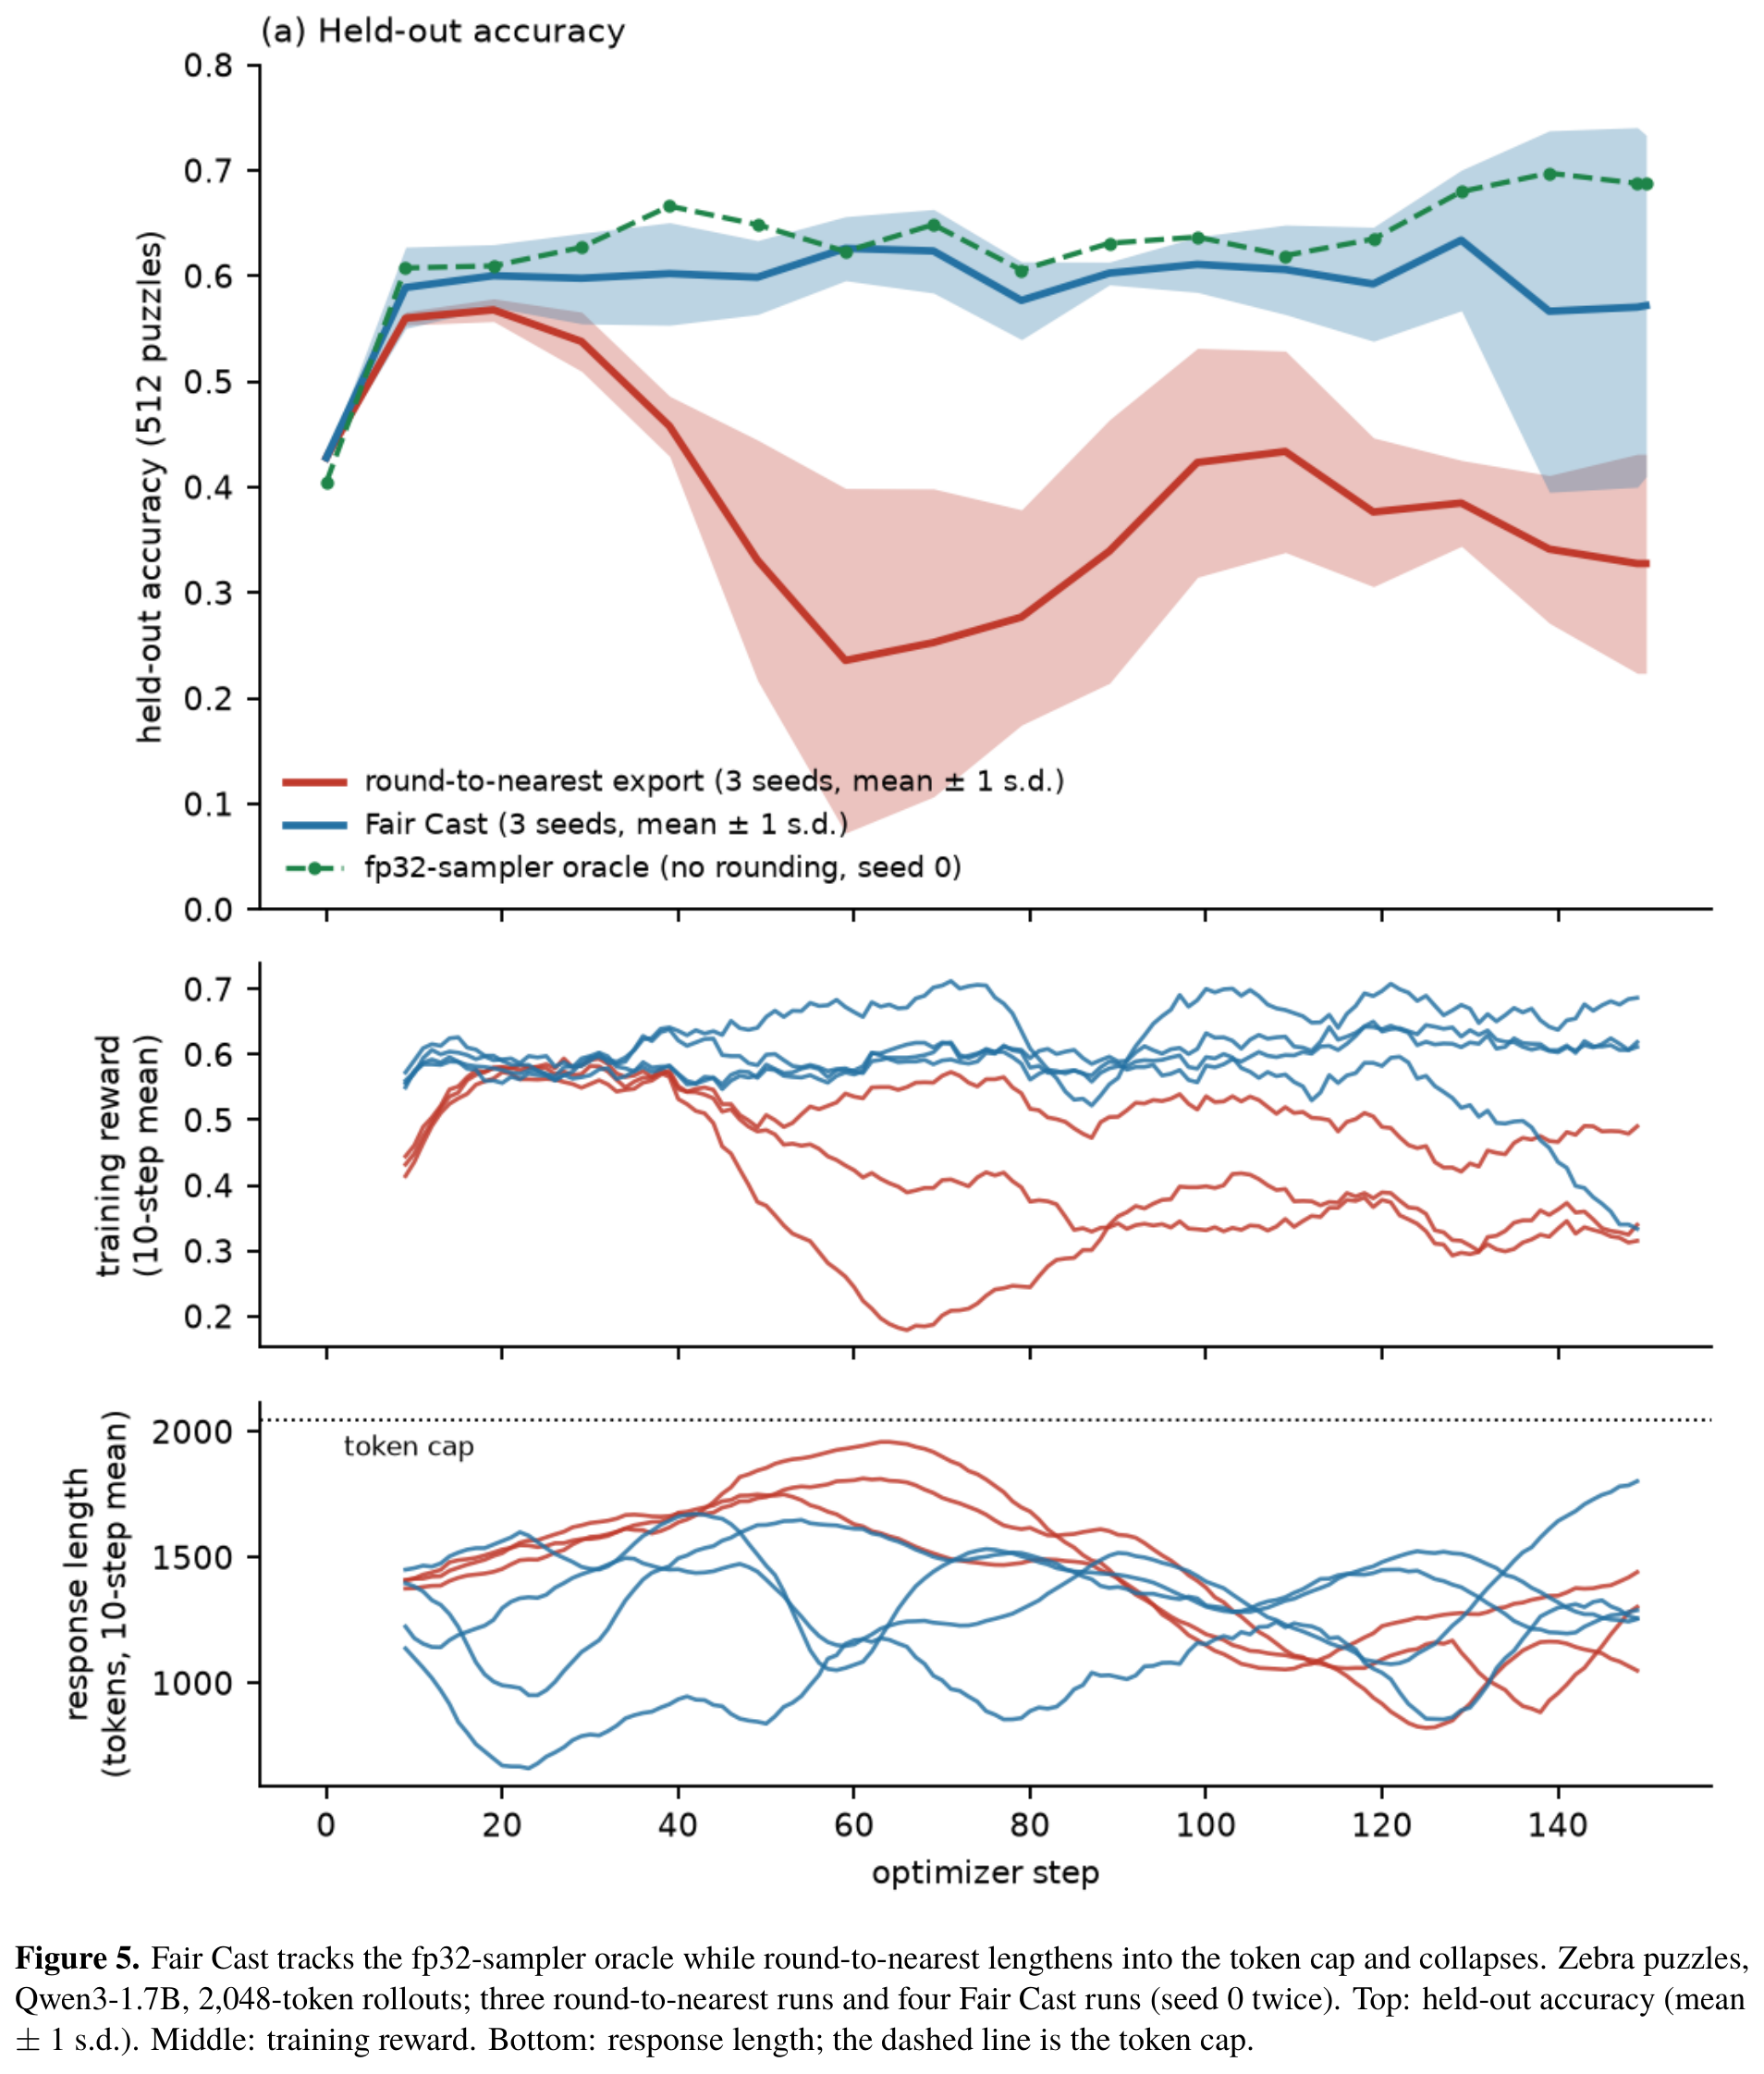 (a) Held-out accuracy
0.8
0.7
0.6
0.5
0.4
0.3
0.2
0.1
0.0
held-out accuracy (512 puzzles)
round-to-nearest export (3 seeds, mean ± 1 s.d.)
Fair Cast (3 seeds, mean ± 1 s.d.)
fp32-sampler oracle (no rounding, seed 0)
0.7
0.6
0.5
0.4
0.3
0.2
training reward
(10-step mean)
2000
1500
1000
response length
(tokens, 10-step mean)
token cap
0 20 40 60 80 100 120 140
optimizer step
Figure 5. Fair Cast tracks the fp32-sampler oracle while round-to-nearest lengthens into the token cap and collapses. Zebra puzzles,
Qwen3-1.7B, 2,048-token rollouts; three round-to-nearest runs and four Fair Cast runs (seed 0 twice). Top: held-out accuracy (mean
± 1 s.d.). Middle: training reward. Bottom: response length; the dashed line is the token cap.